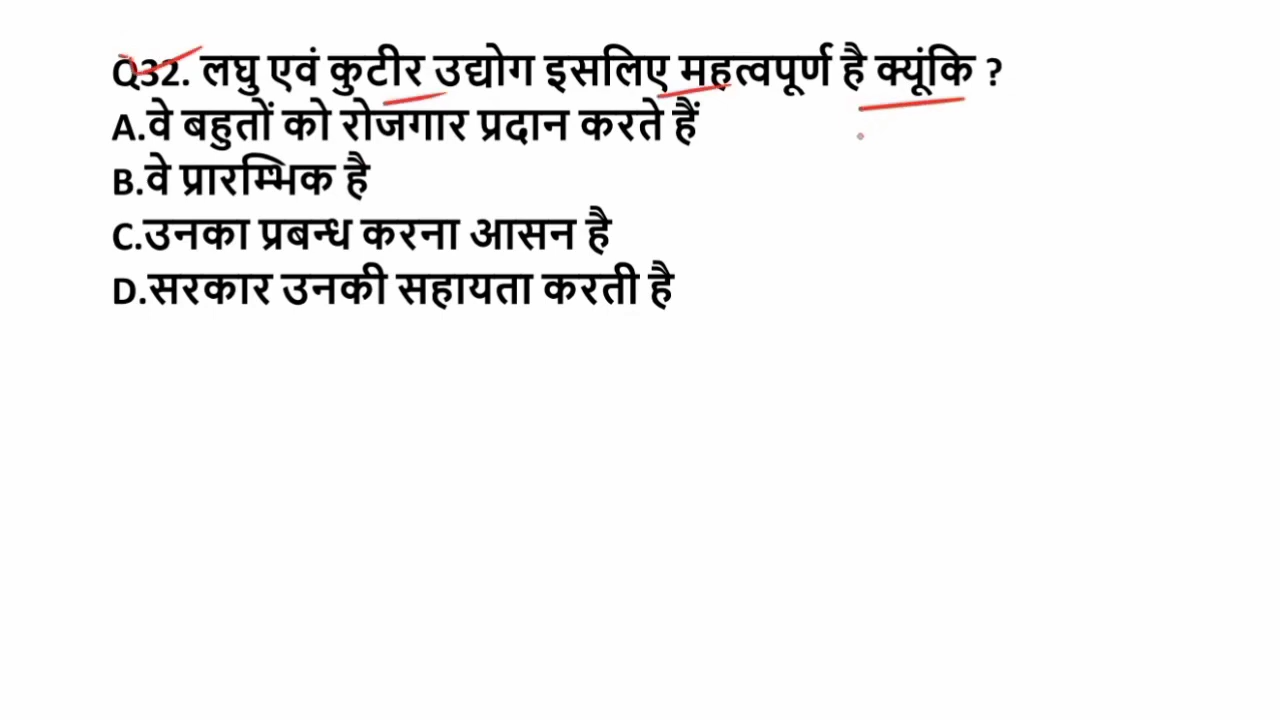 Q32. लघु एवं कुटीर उद्योग इसलिए महत्वपूर्ण है क्यूंकि ?
A.वे बहुतों को रोजगार प्रदान करते हैं
B.वे प्रारम्भिक है
C.उनका प्रबन्ध करना आसन है
D.सरकार उनकी सहायता करती है